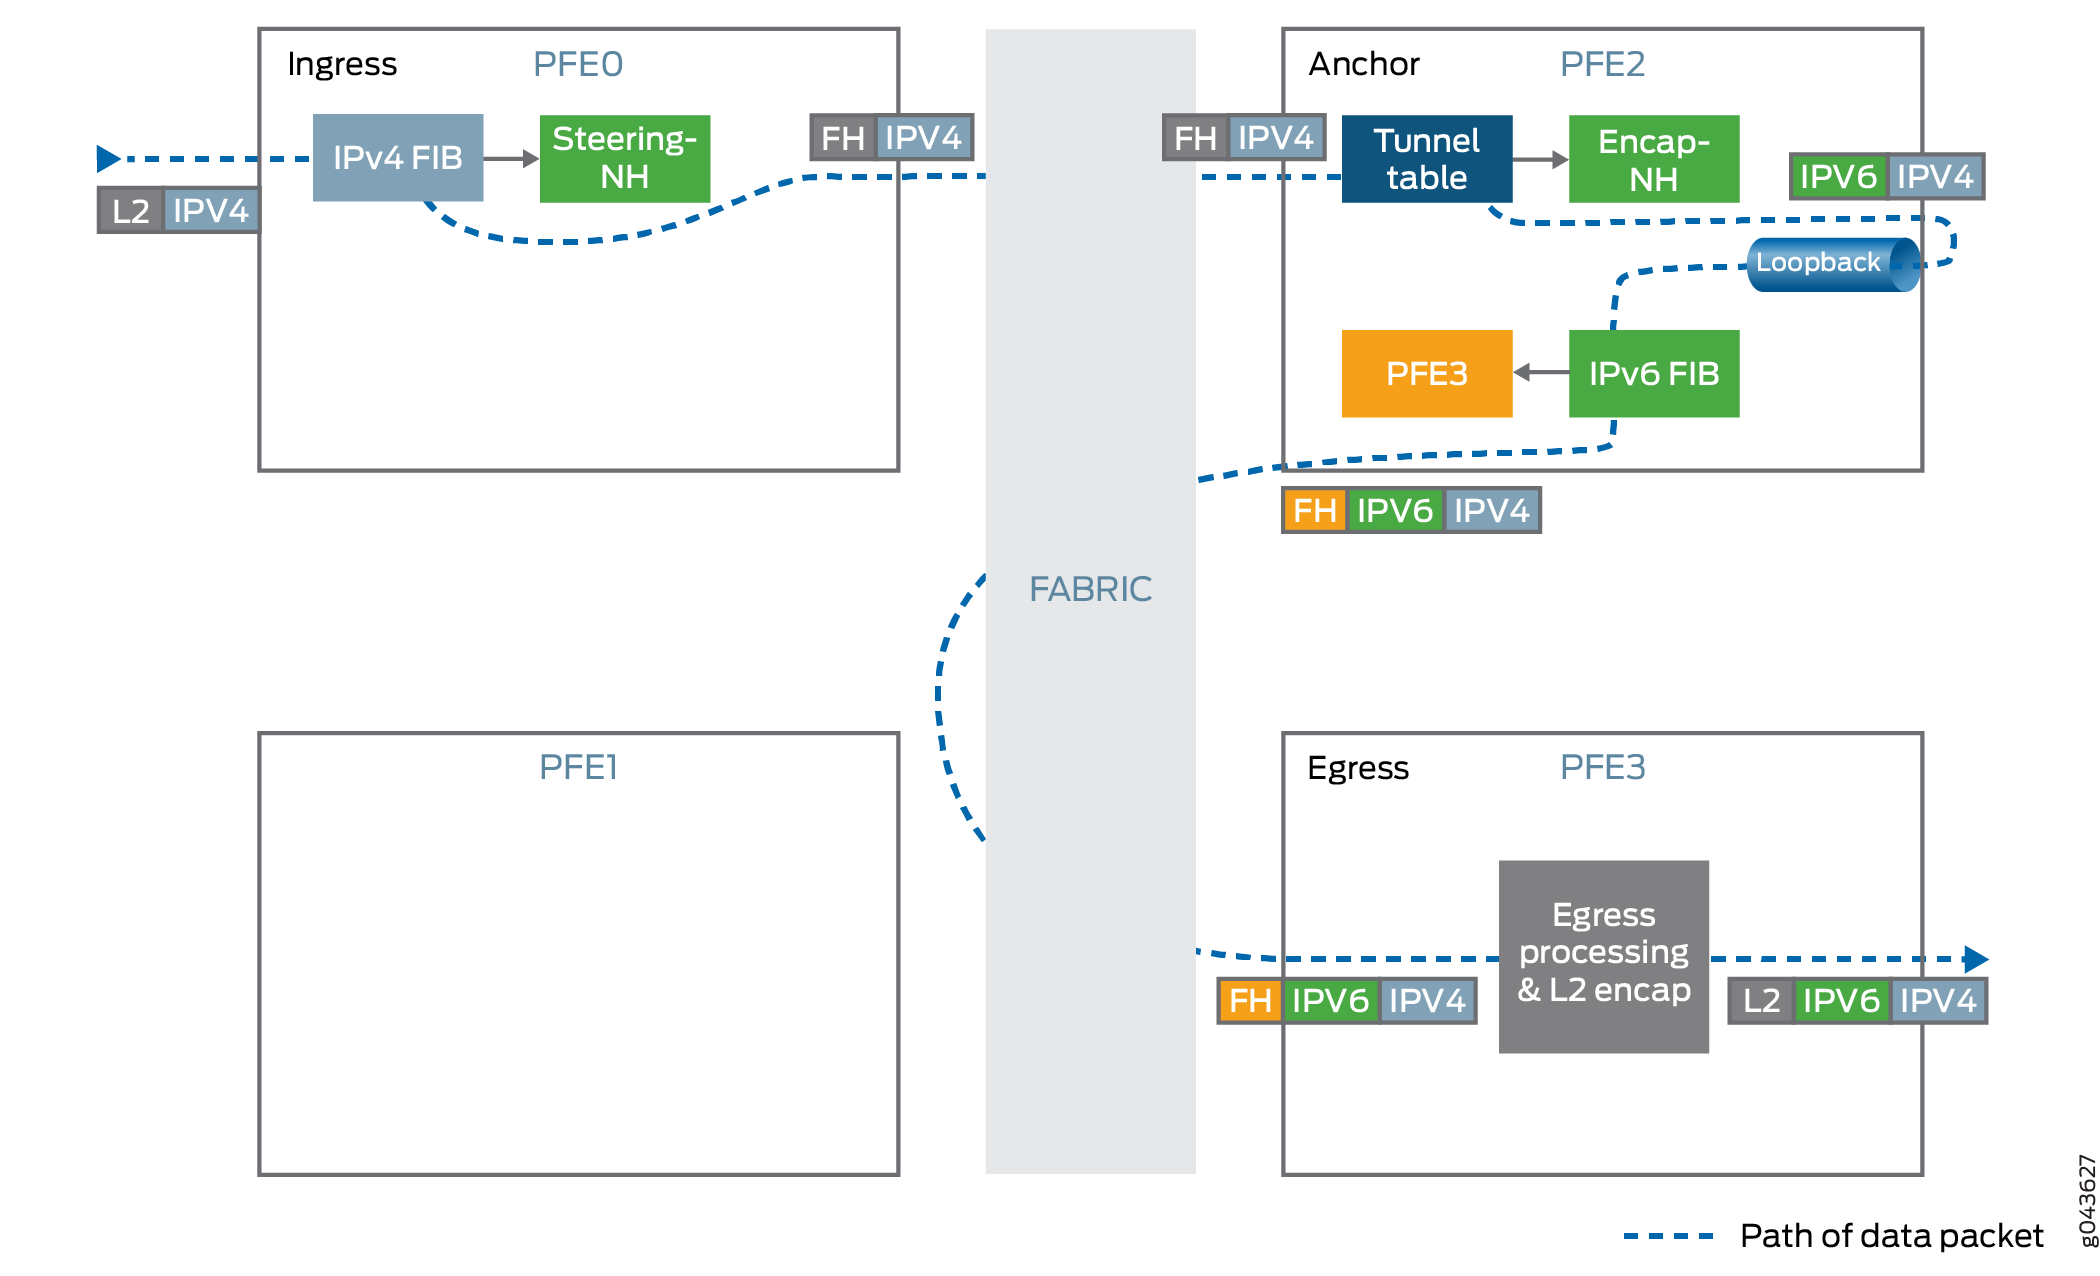 Ingress PFE0
IPv4 FIB
Steering-
NH
FH IPV4
L2 IPV4
Anchor PFE2
FH IPV4
Tunnel
table
Encap-
NH
IPV6 IPV4
Loopback
PFE3
IPv6 FIB
FH IPV6 IPV4
FABRIC
PFE1
Egress PFE3
Egress
processing
& L2 encap
FH IPV6 IPV4
L2 IPV6 IPV4
Path of data packet
g043627